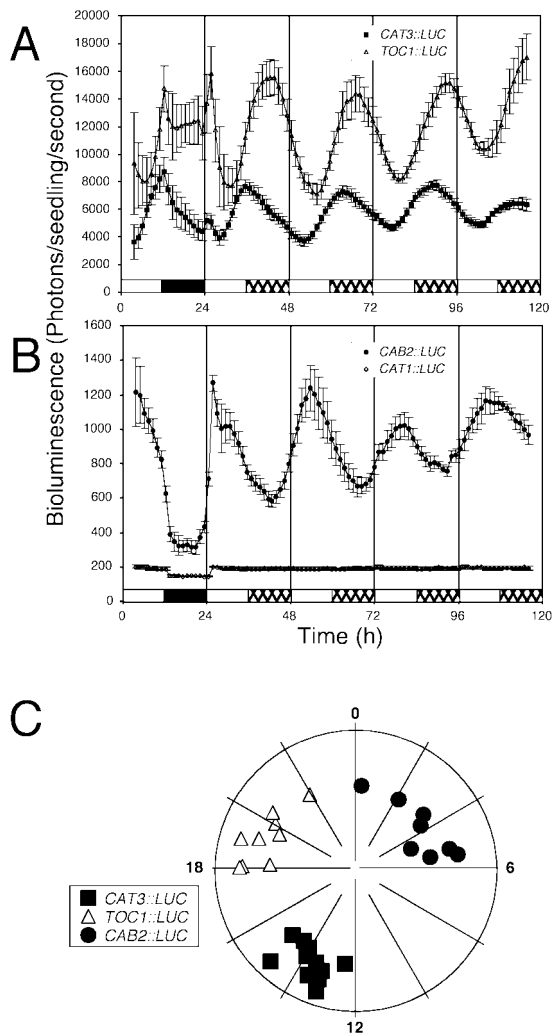 A
CAT3::LUC
TOC1::LUC
20000
18000
16000
14000
12000
10000
8000
6000
4000
2000
0
0 24 48 72 96 120
Bioluminescence (Photons/seedling/second)
B
CAB2::LUC
CAT1::LUC
1600
1400
1200
1000
800
600
400
200
0
0 24 48 72 96 120
Time (h)
C
0
18
6
12
CAT3::LUC
TOC1::LUC
CAB2::LUC